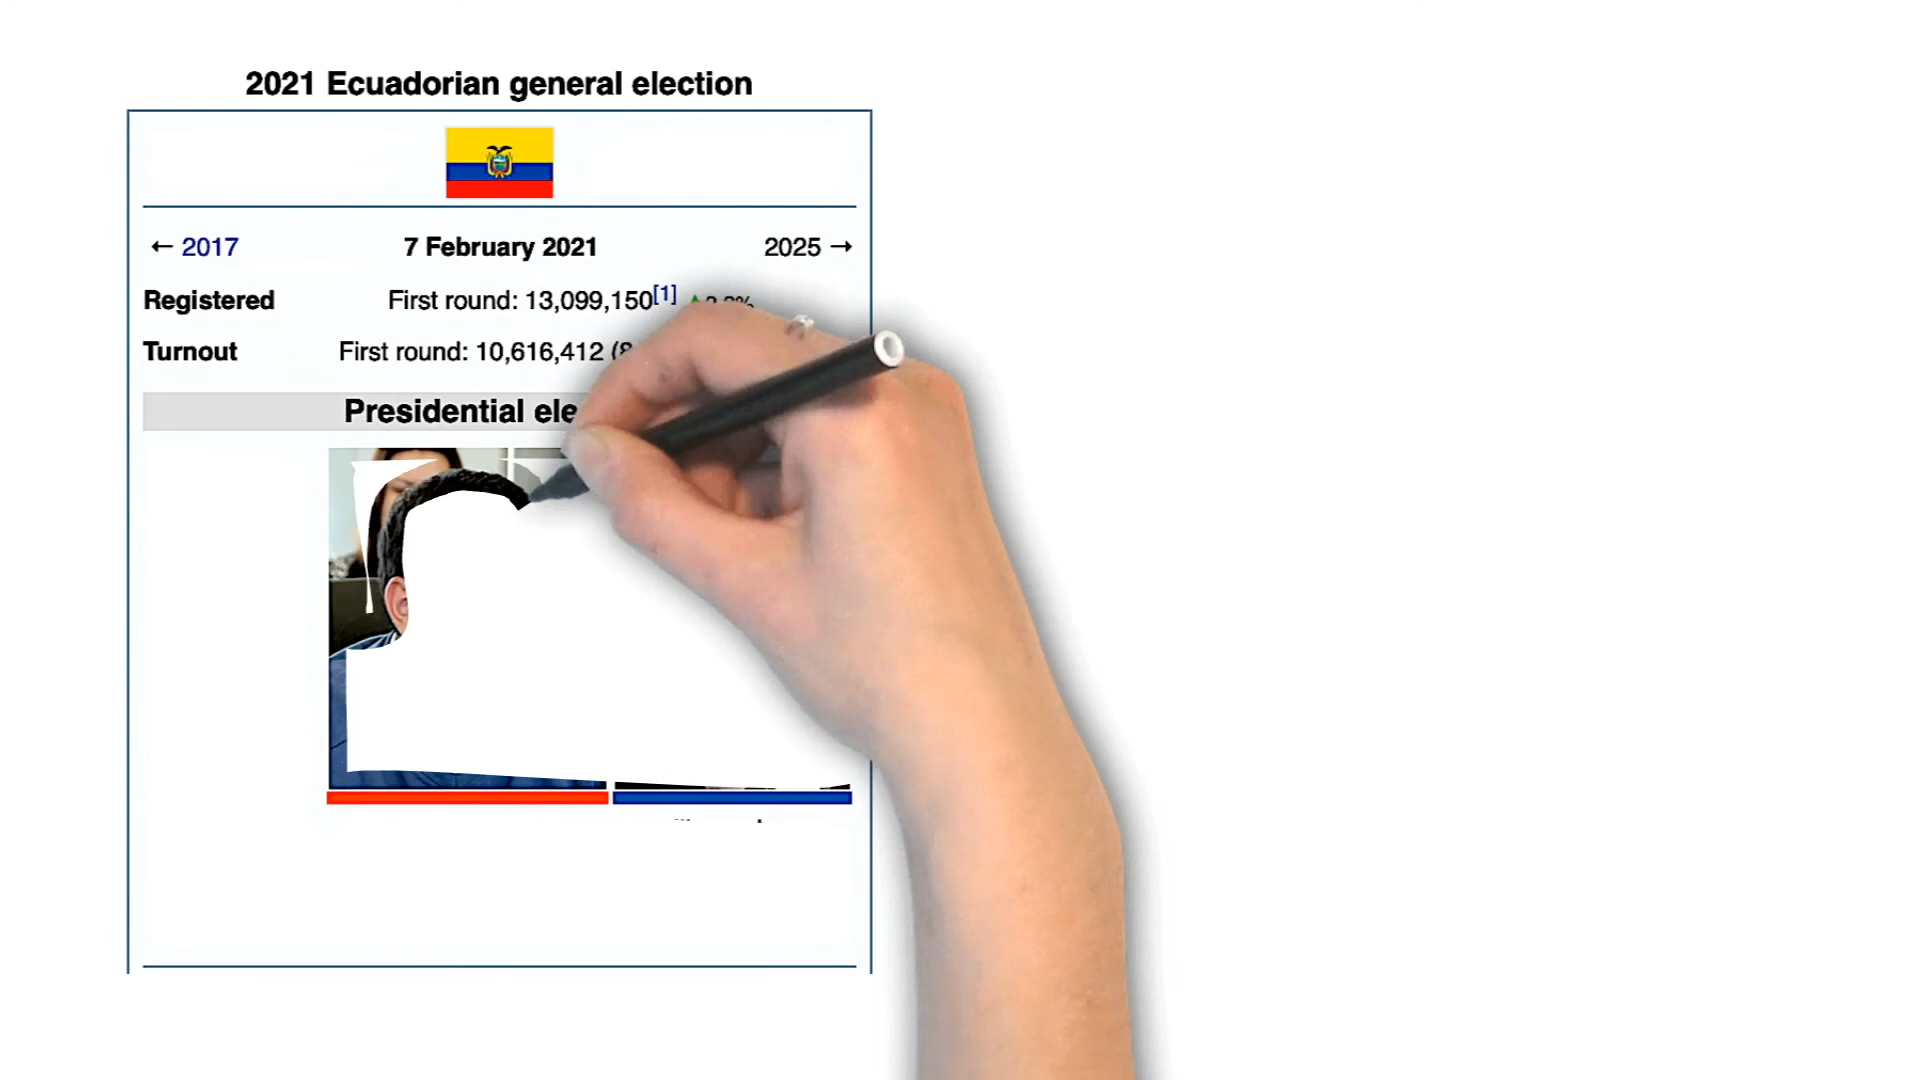 2021 Ecuadorian general election
← 2017 7 February 2021 2025 →
Registered First round: 13,099,150[1]
Turnout First round: 10,616,412 (8
Presidential ele